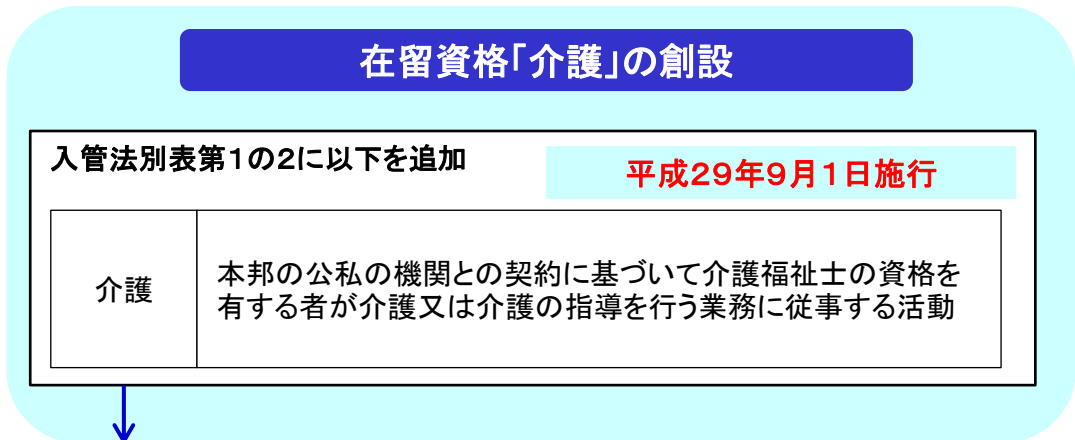 在留資格「介護」の創設
入管法別表第1の2に以下を追加
平成29年9月1日施行
介護
本邦の公私の機関との契約に基づいて介護福祉士の資格を
有する者が介護又は介護の指導を行う業務に従事する活動